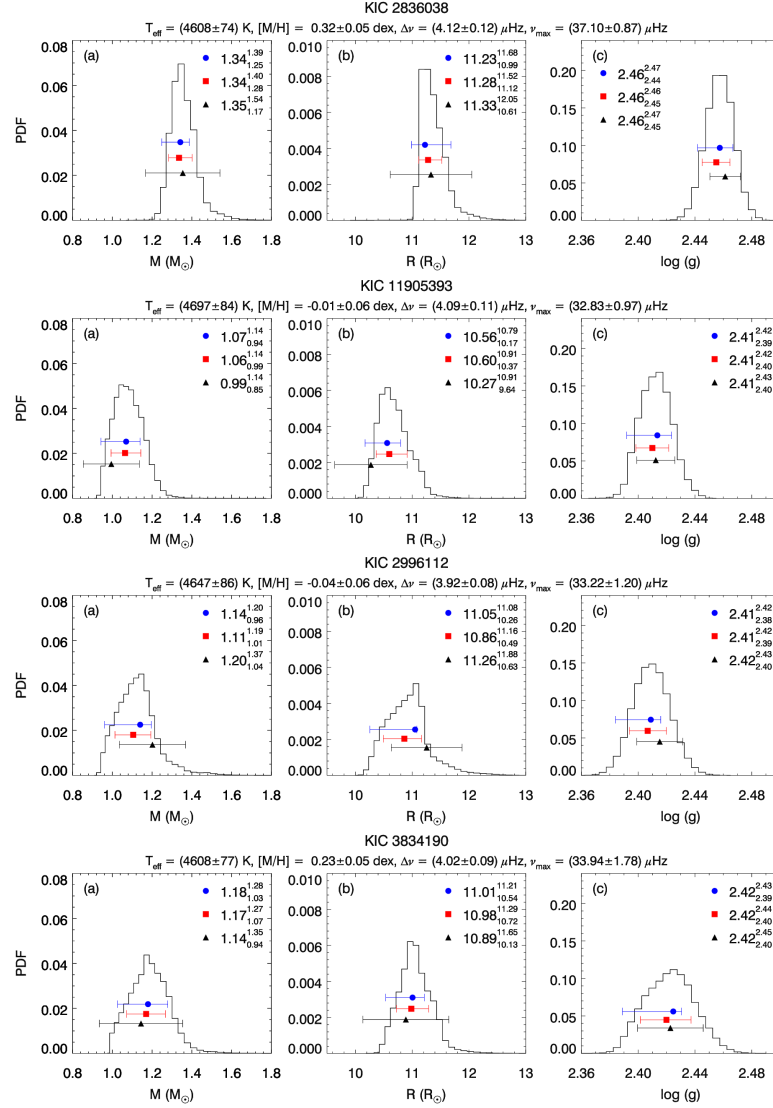 KIC 2836038
T_eff = (4608±74) K, [M/H] = 0.32±0.05 dex, Δν = (4.12±0.12) μHz, ν_max = (37.10±0.87) μHz
(a) 1.34 1.39 1.25
1.34 1.40 1.28
1.35 1.54 1.17
(b) 11.23 11.68 10.99
11.28 11.52 11.12
11.33 12.05 10.61
(c) 2.46 2.47 2.44
2.46 2.46 2.45
2.46 2.47 2.45
PDF
0.08
0.06
0.04
0.02
0.00
0.010
0.008
0.006
0.004
0.002
0.000
0.20
0.15
0.10
0.05
0.00
0.8 1.0 1.2 1.4 1.6 1.8
10 11 12 13
2.36 2.40 2.44 2.48
M (M☉)
R (R☉)
log (g)
KIC 11905393
T_eff = (4697±84) K, [M/H] = -0.01±0.06 dex, Δν = (4.09±0.11) μHz, ν_max = (32.83±0.97) μHz
(a) 1.07 1.14 0.94
1.06 1.14 0.99
0.99 1.14 0.85
(b) 10.56 10.79 10.17
10.60 10.91 10.37
10.27 10.91 9.64
(c) 2.41 2.42 2.39
2.41 2.42 2.40
2.41 2.43 2.40
PDF
0.08
0.06
0.04
0.02
0.00
0.010
0.008
0.006
0.004
0.002
0.000
0.20
0.15
0.10
0.05
0.00
0.8 1.0 1.2 1.4 1.6 1.8
10 11 12 13
2.36 2.40 2.44 2.48
M (M☉)
R (R☉)
log (g)
KIC 2996112
T_eff = (4647±86) K, [M/H] = -0.04±0.06 dex, Δν = (3.92±0.08) μHz, ν_max = (33.22±1.20) μHz
(a) 1.14 1.20 0.96
1.11 1.19 1.01
1.20 1.37 1.04
(b) 11.05 11.08 10.26
10.86 11.16 10.49
11.26 11.88 10.63
(c) 2.41 2.42 2.38
2.41 2.42 2.39
2.42 2.43 2.40
PDF
0.08
0.06
0.04
0.02
0.00
0.010
0.008
0.006
0.004
0.002
0.000
0.20
0.15
0.10
0.05
0.00
0.8 1.0 1.2 1.4 1.6 1.8
10 11 12 13
2.36 2.40 2.44 2.48
M (M☉)
R (R☉)
log (g)
KIC 3834190
T_eff = (4608±77) K, [M/H] = 0.23±0.05 dex, Δν = (4.02±0.09) μHz, ν_max = (33.94±1.78) μHz
(a) 1.18 1.28 1.03
1.17 1.27 1.07
1.14 1.35 0.94
(b) 11.01 11.21 10.54
10.98 11.29 10.72
10.89 11.65 10.13
(c) 2.42 2.43 2.39
2.42 2.44 2.40
2.42 2.45 2.40
PDF
0.08
0.06
0.04
0.02
0.00
0.010
0.008
0.006
0.004
0.002
0.000
0.20
0.15
0.10
0.05
0.00
0.8 1.0 1.2 1.4 1.6 1.8
10 11 12 13
2.36 2.40 2.44 2.48
M (M☉)
R (R☉)
log (g)